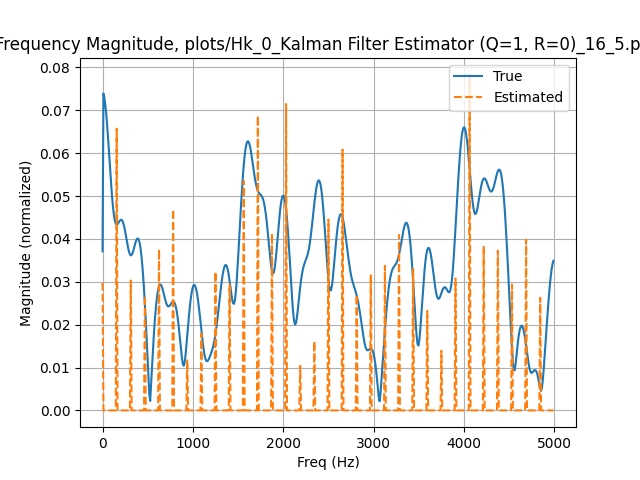 Frequency Magnitude, plots/Hk_0_Kalman Filter Estimator (Q=1, R=0)_16_5.p
0.08
0.07
0.06
0.05
0.04
0.03
0.02
0.01
0.00
Magnitude (normalized)
True
Estimated
0 1000 2000 3000 4000 5000
Freq (Hz)